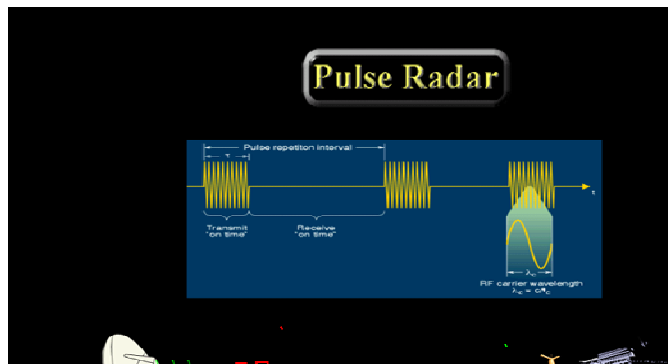 Pulse Radar
Pulse repetition interval
τ
t
Transmit
"on time"
Receive
"on time"
λc
RF carrier wavelength
λc = c/fc